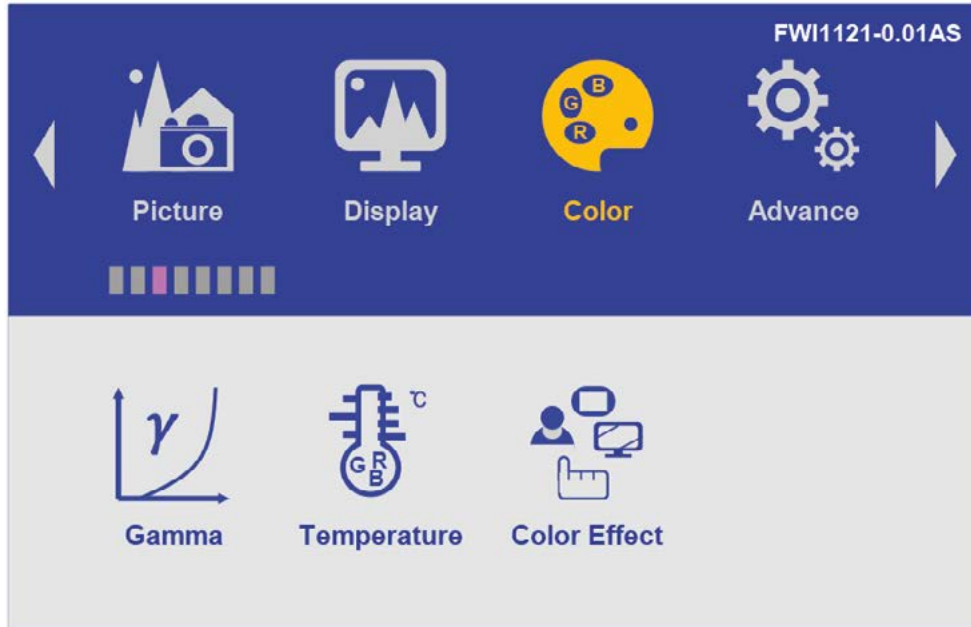 FWI1121-0.01AS
B
G
R
Picture Display Color Advance
γ
°C
G R
B
Gamma Temperature Color Effect